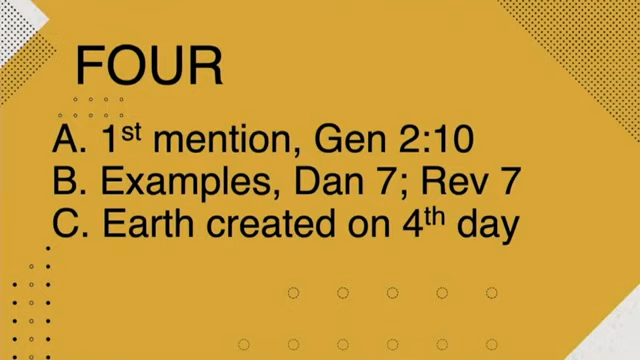 FOUR
A. 1st mention, Gen 2:10
B. Examples, Dan 7; Rev 7
C. Earth created on 4th day